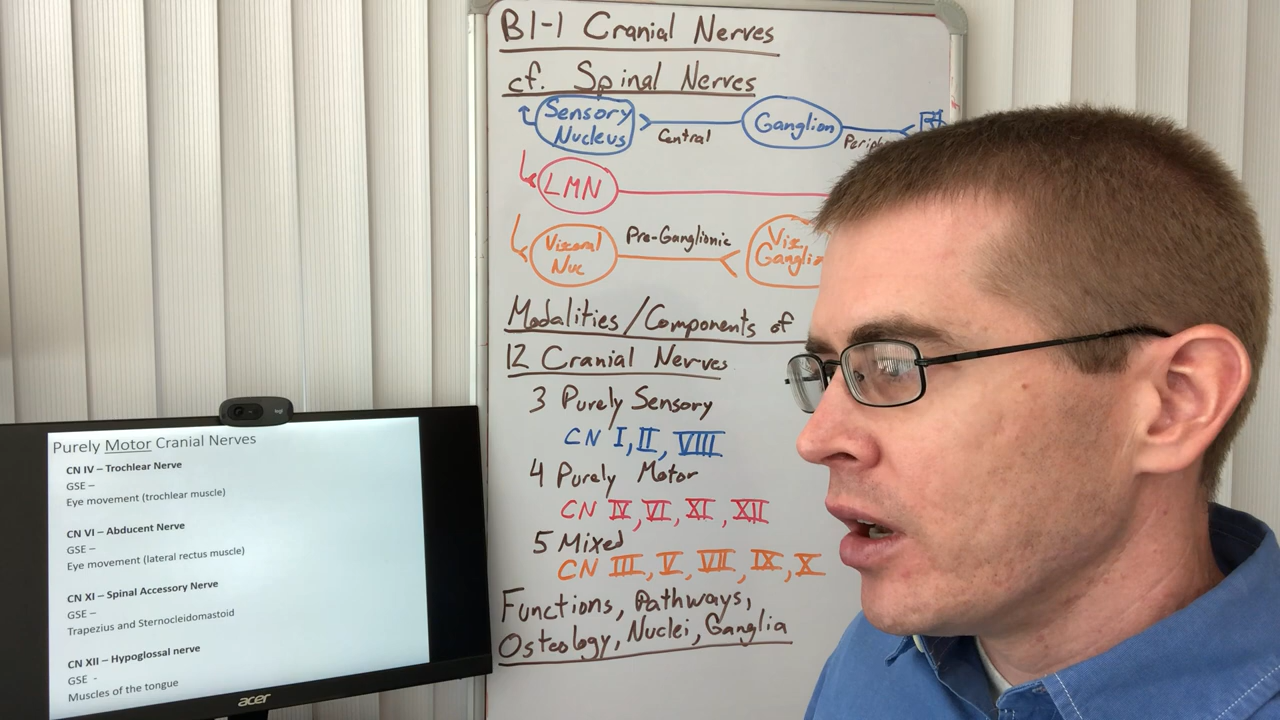 B1-1 Cranial Nerves
cf. Spinal Nerves
Sensory
Nucleus
Central
Ganglion
LMN
Visceral
Nuc
Pre-Ganglionic
Modalities/Components of
12 Cranial Nerves
3 Purely Sensory
CN I, II, VIII
4 Purely Motor
CN IV, VI, XI, XII
5 Mixed
CN III, V, VII, IX, X
Functions, Pathways,
Osteology, Nuclei, Ganglia
logi
Purely Motor Cranial Nerves
CN IV – Trochlear Nerve
GSE –
Eye movement (trochlear muscle)
CN VI – Abducent Nerve
GSE –
Eye movement (lateral rectus muscle)
CN XI – Spinal Accessory Nerve
GSE –
Trapezius and Sternocleidomastoid
CN XII – Hypoglossal nerve
GSE -
Muscles of the tongue
acer